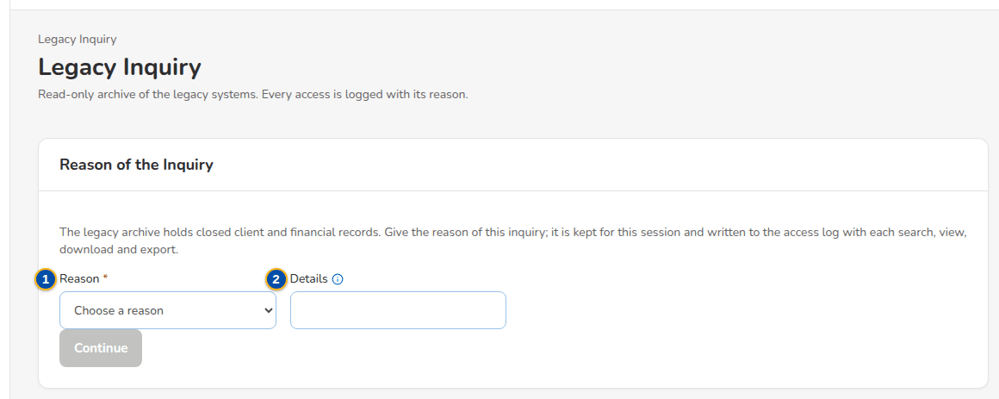 Legacy Inquiry
Legacy Inquiry
Read-only archive of the legacy systems. Every access is logged with its reason.
Reason of the Inquiry
The legacy archive holds closed client and financial records. Give the reason of this inquiry; it is kept for this session and written to the access log with each search, view,
download and export.
1 Reason * 2 Details
Choose a reason
Continue